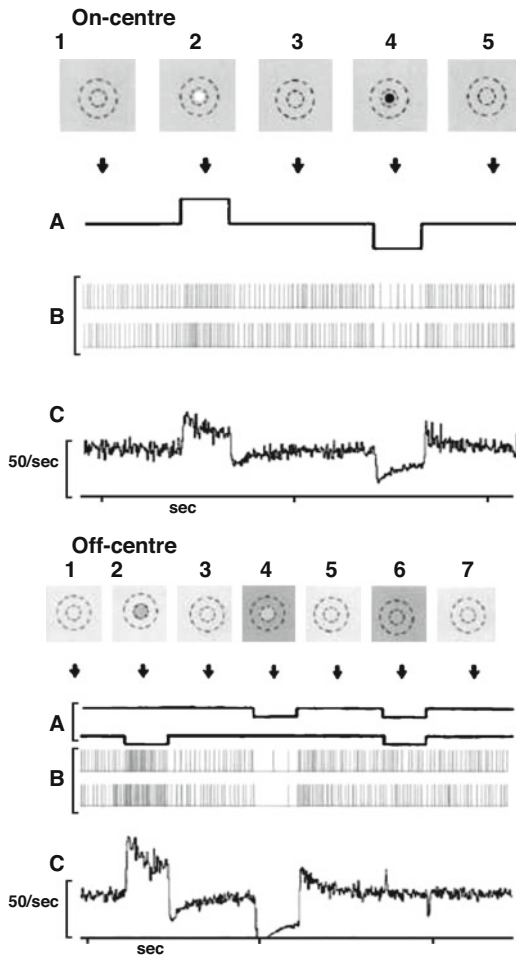 On-centre
1 2 3 4 5
A
B
C
50/sec
sec
Off-centre
1 2 3 4 5 6 7
A
B
C
50/sec
sec